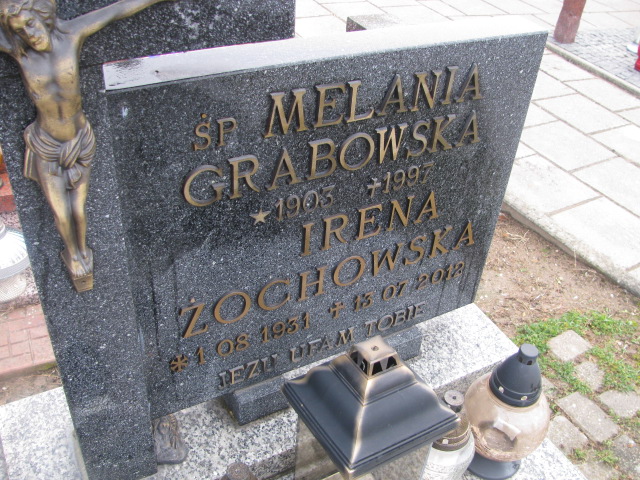 ŚP MELANIA
GRABOWSKA
*1903 †1997
IRENA
ŻOCHOWSKA
*1 08 1931 †13 07 2012
JEZU UFAM TOBIE